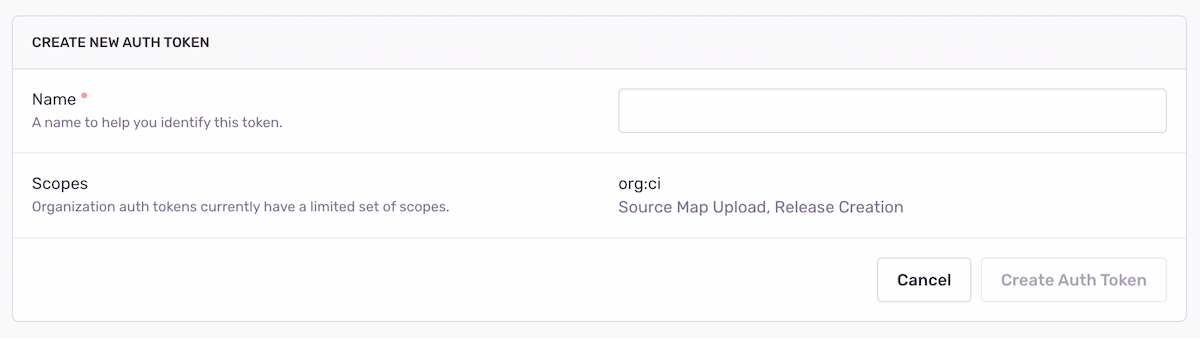 CREATE NEW AUTH TOKEN
Name
A name to help you identify this token.
Scopes
Organization auth tokens currently have a limited set of scopes.
org:ci
Source Map Upload, Release Creation
Cancel
Create Auth Token